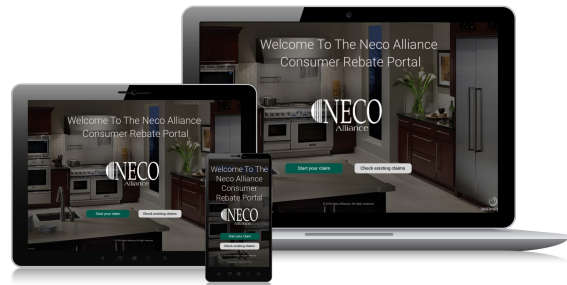 Welcome To The Neco Alliance
Consumer Rebate Portal
NECO
Alliance
Start your claim
Check existing claims
Welcome To The Neco Alliance
Consumer Rebate Portal
NECO
Alliance
Start your claim
Check existing claims
Welcome To The
Neco Alliance
Consumer
Rebate Portal
NECO
Alliance
Start your claim
Check existing claims